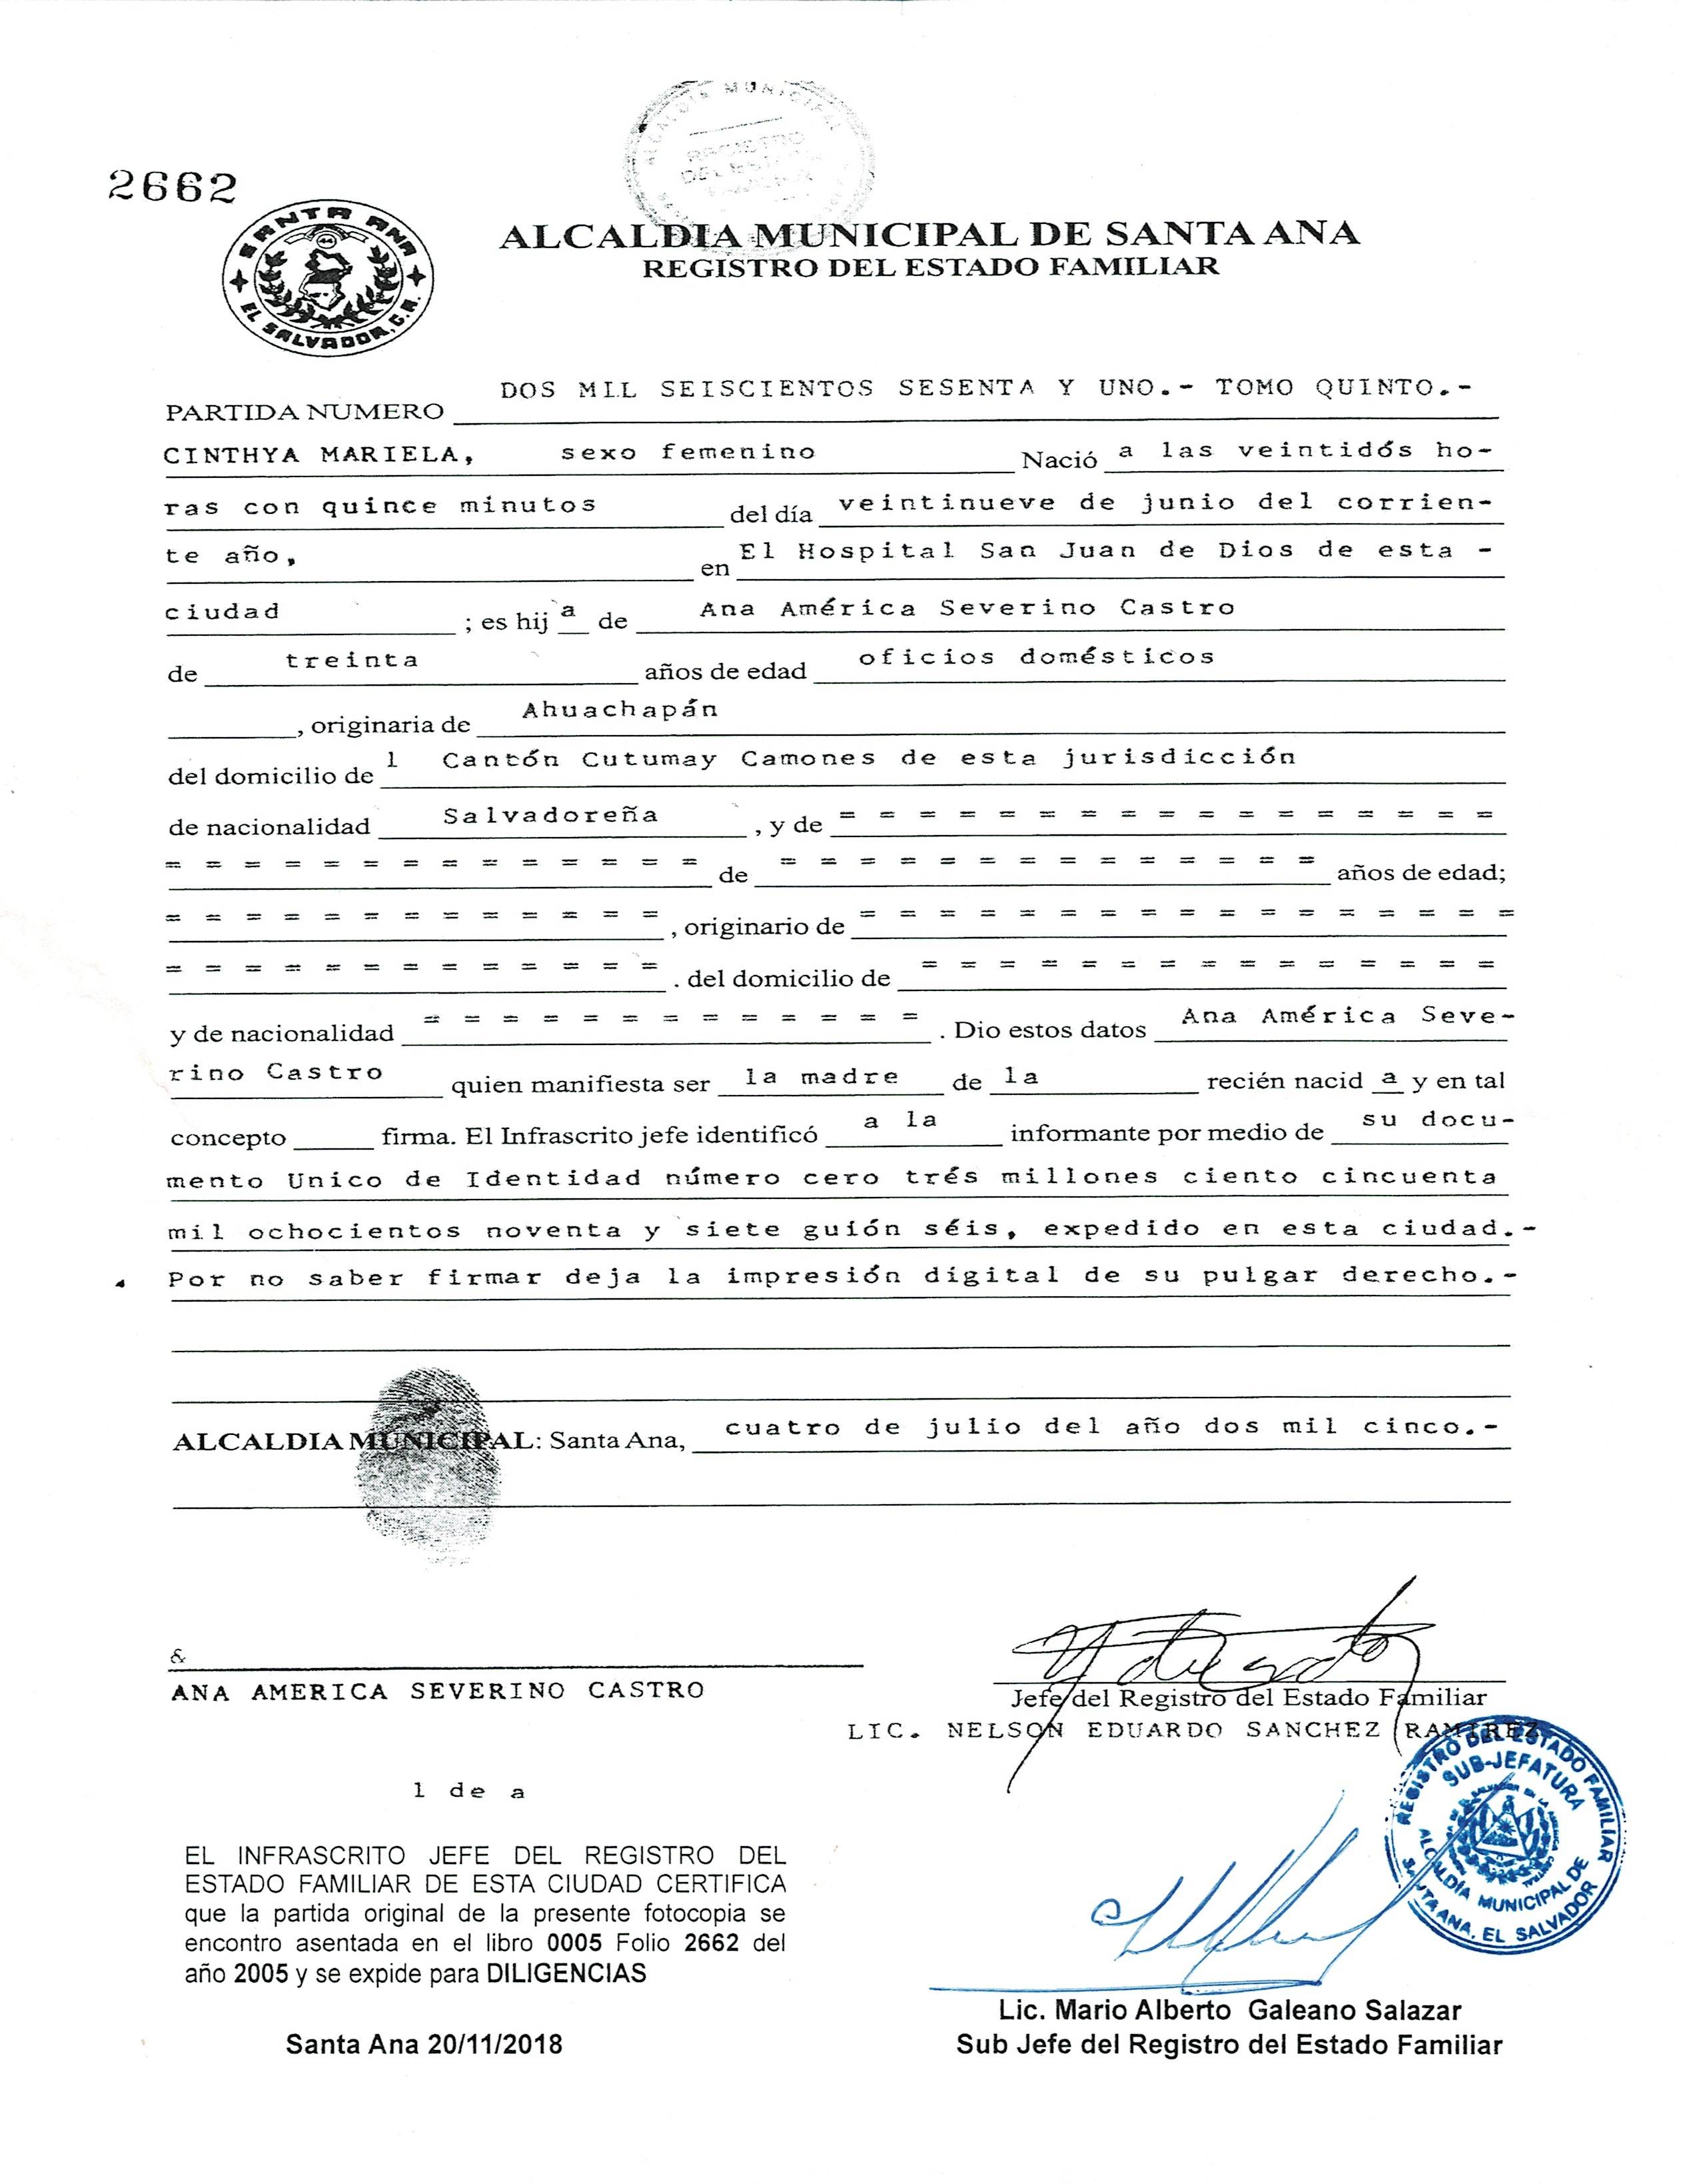 ALCALDIA MUNICIPAL
REGISTRO
2662
SANTA ANA
EL SALVADOR, C.A.
ALCALDIA MUNICIPAL DE SANTA ANA
REGISTRO DEL ESTADO FAMILIAR
PARTIDA NUMERO DOS MIL SEISCIENTOS SESENTA Y UNO.- TOMO QUINTO.-
CINTHYA MARIELA, sexo femenino Nació a las veintidós ho-
ras con quince minutos del día veintinueve de junio del corrien-
te año, en El Hospital San Juan de Dios de esta -
ciudad ; es hij a de Ana América Severino Castro
de treinta años de edad oficios domésticos
, originaria de Ahuachapán
del domicilio de l Cantón Cutumay Camones de esta jurisdicción
de nacionalidad Salvadoreña , y de = = = = = = = = = = = = = = = = =
= = = = = = = = = = = = = = de = = = = = = = = = = = = = = años de edad;
= = = = = = = = = = = = = , originario de = = = = = = = = = = = = = = = = =
= = = = = = = = = = = = = . del domicilio de = = = = = = = = = = = = = = =
y de nacionalidad = = = = = = = = = = = = = . Dio estos datos Ana América Seve-
rino Castro quien manifiesta ser la madre de la recién nacid a y en tal
concepto firma. El Infrascrito jefe identificó a la informante por medio de su docu-
mento Unico de Identidad número cero trés millones ciento cincuenta
mil ochocientos noventa y siete guión séis, expedido en esta ciudad.-
Por no saber firmar deja la impresión digital de su pulgar derecho.-
ALCALDIA MUNICIPAL: Santa Ana, cuatro de julio del año dos mil cinco.-
&
ANA AMERICA SEVERINO CASTRO
Jefe del Registro del Estado Familiar
LIC. NELSON EDUARDO SANCHEZ RAMIREZ
l de a
REGISTRO DEL ESTADO FAMILIAR
SUB-JEFATURA
ALCALDÍA MUNICIPAL DE
SANTA ANA, EL SALVADOR
EL INFRASCRITO JEFE DEL REGISTRO DEL
ESTADO FAMILIAR DE ESTA CIUDAD CERTIFICA
que la partida original de la presente fotocopia se
encontro asentada en el libro 0005 Folio 2662 del
año 2005 y se expide para DILIGENCIAS
Santa Ana 20/11/2018
Lic. Mario Alberto Galeano Salazar
Sub Jefe del Registro del Estado Familiar